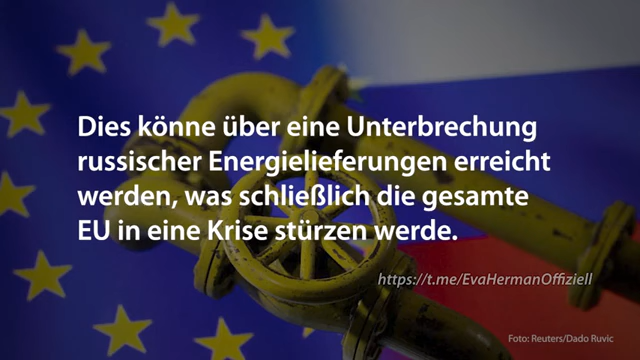 Dies könne über eine Unterbrechung
russischer Energielieferungen erreicht
werden, was schließlich die gesamte
EU in eine Krise stürzen werde.
https://t.me/EvaHermanOffiziell
Foto: Reuters/Dado Ruvic